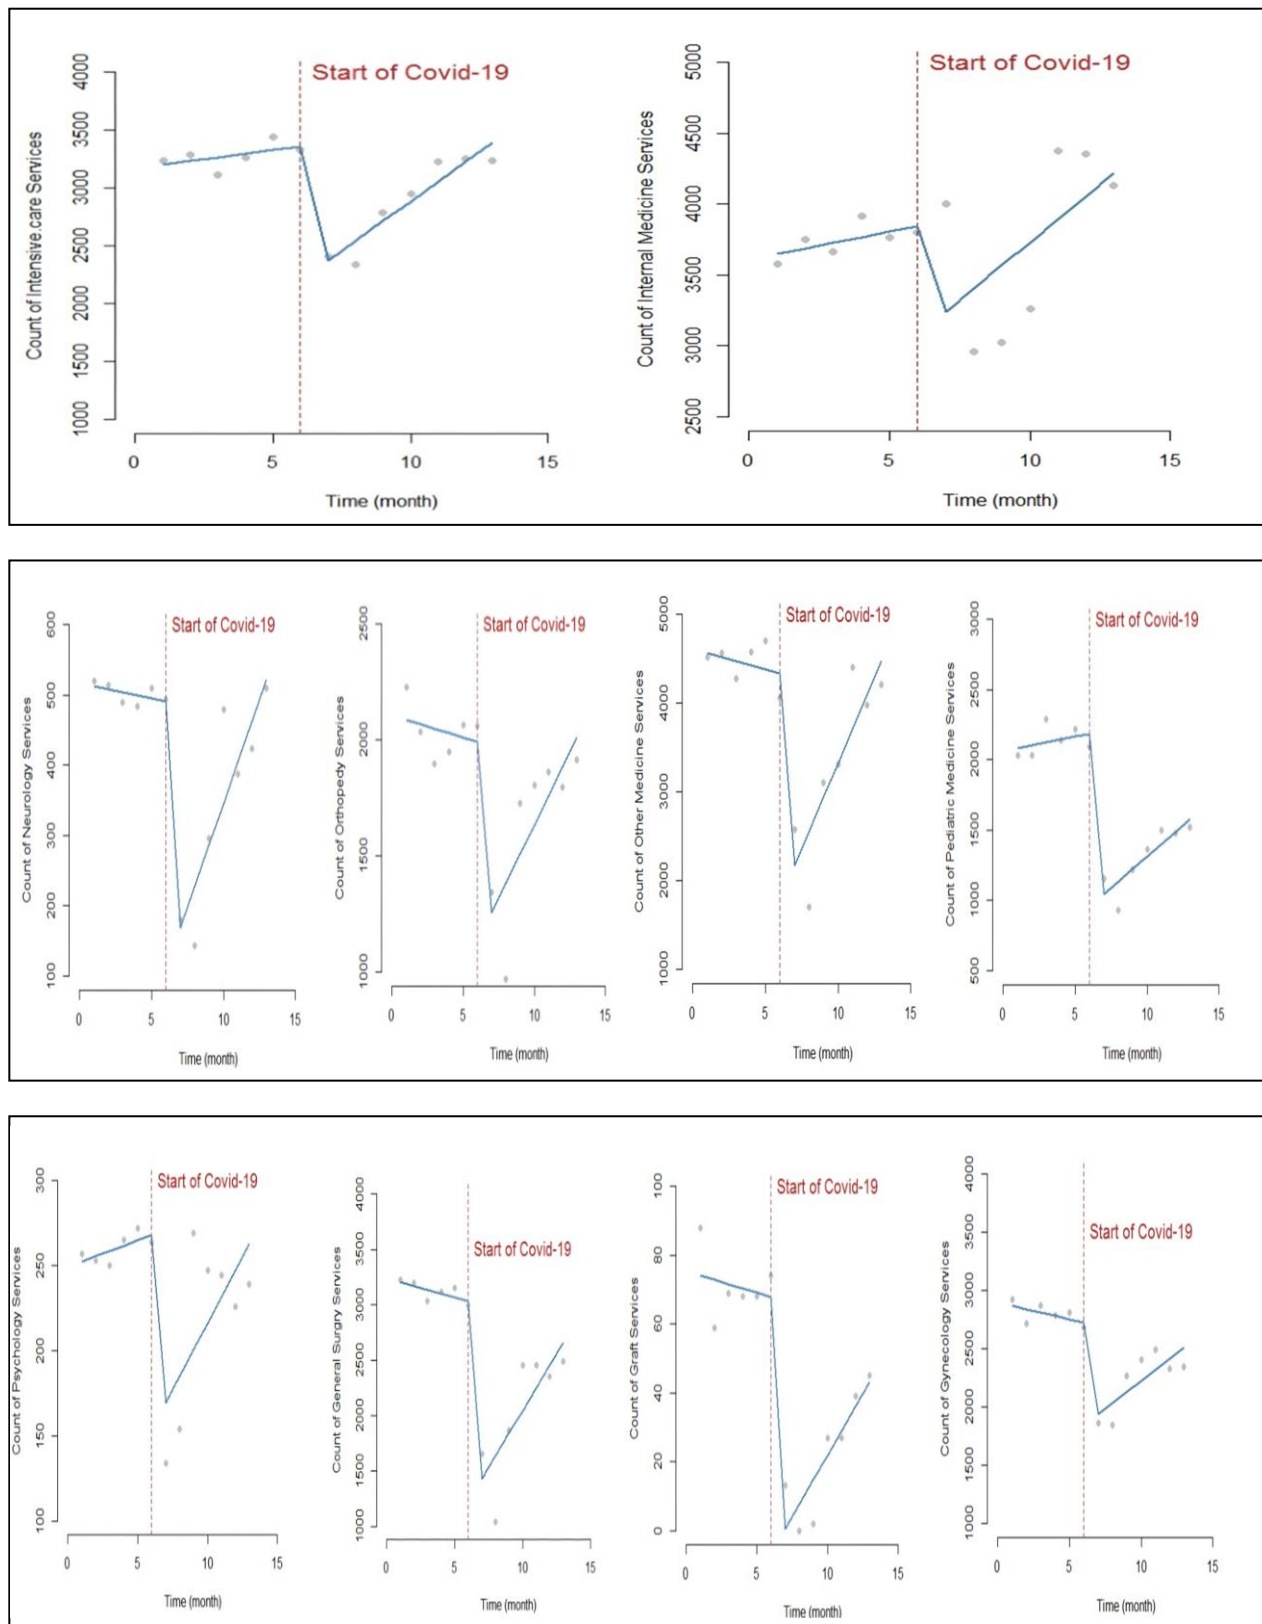 Start of Covid-19
Count of Intensive.care Services
4000
3500
3000
2500
2000
1500
1000
0 5 10 15
Time (month)
Start of Covid-19
Count of Internal Medicine Services
5000
4500
4000
3500
3000
2500
0 5 10 15
Time (month)
Start of Covid-19
Count of Neurology Services
600
500
400
300
200
100
0 5 10 15
Time (month)
Start of Covid-19
Count of Orthopedy Services
2500
2000
1500
1000
0 5 10 15
Time (month)
Start of Covid-19
Count of Other Medicine Services
5000
4000
3000
2000
1000
0 5 10 15
Time (month)
Start of Covid-19
Count of Pediatric Medicine Services
3000
2500
2000
1500
1000
500
0 5 10 15
Time (month)
Start of Covid-19
Count of Psychology Services
300
250
200
150
100
0 5 10 15
Time (month)
Start of Covid-19
Count of General Surgry Services
4000
3500
3000
2500
2000
1500
1000
0 5 10 15
Time (month)
Start of Covid-19
Count of Graft Services
100
80
60
40
20
0
0 5 10 15
Time (month)
Start of Covid-19
Count of Gynecology Services
4000
3500
3000
2500
2000
1500
1000
0 5 10 15
Time (month)